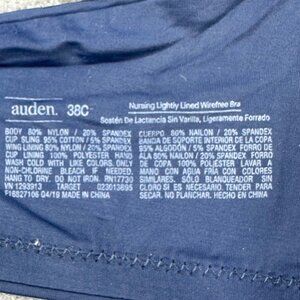 auden. 38C
Nursing Lightly Lined Wirefree Bra
Sostén De Lactancia Sin Varilla, Ligeramente Forrado
BODY 80% NYLON / 20% SPANDEX
CUP SLING 95% COTTON / 5% SPANDEX
WING LINING 80% NYLON / 20% SPANDEX
CUP LINING 100% POLYESTER HAND
WASH COLD WITH LIKE COLORS. ONLY
NON-CHLORINE BLEACH IF NEEDED.
HANG TO DRY. DO NOT IRON. RN17730
VN 1293913 TARGET 023013895
F16827106 04/19 MADE IN CHINA
CUERPO 80% NAILON / 20% SPANDEX
BANDA DE SOPORTE INTERIOR DE LA COPA
95% ALGODÓN / 5% SPANDEX FORRO DE
ALA 80% NAILON / 20% SPANDEX FORRO DE
COPA 100% POLIÉSTER LAVAR A
MANO CON AGUA FRÍA CON COLORES
SIMILARES. SÓLO BLANQUEADOR SIN
CLORO SI ES NECESARIO. TENDER PARA
SECAR. NO PLANCHAR. HECHO EN CHINA